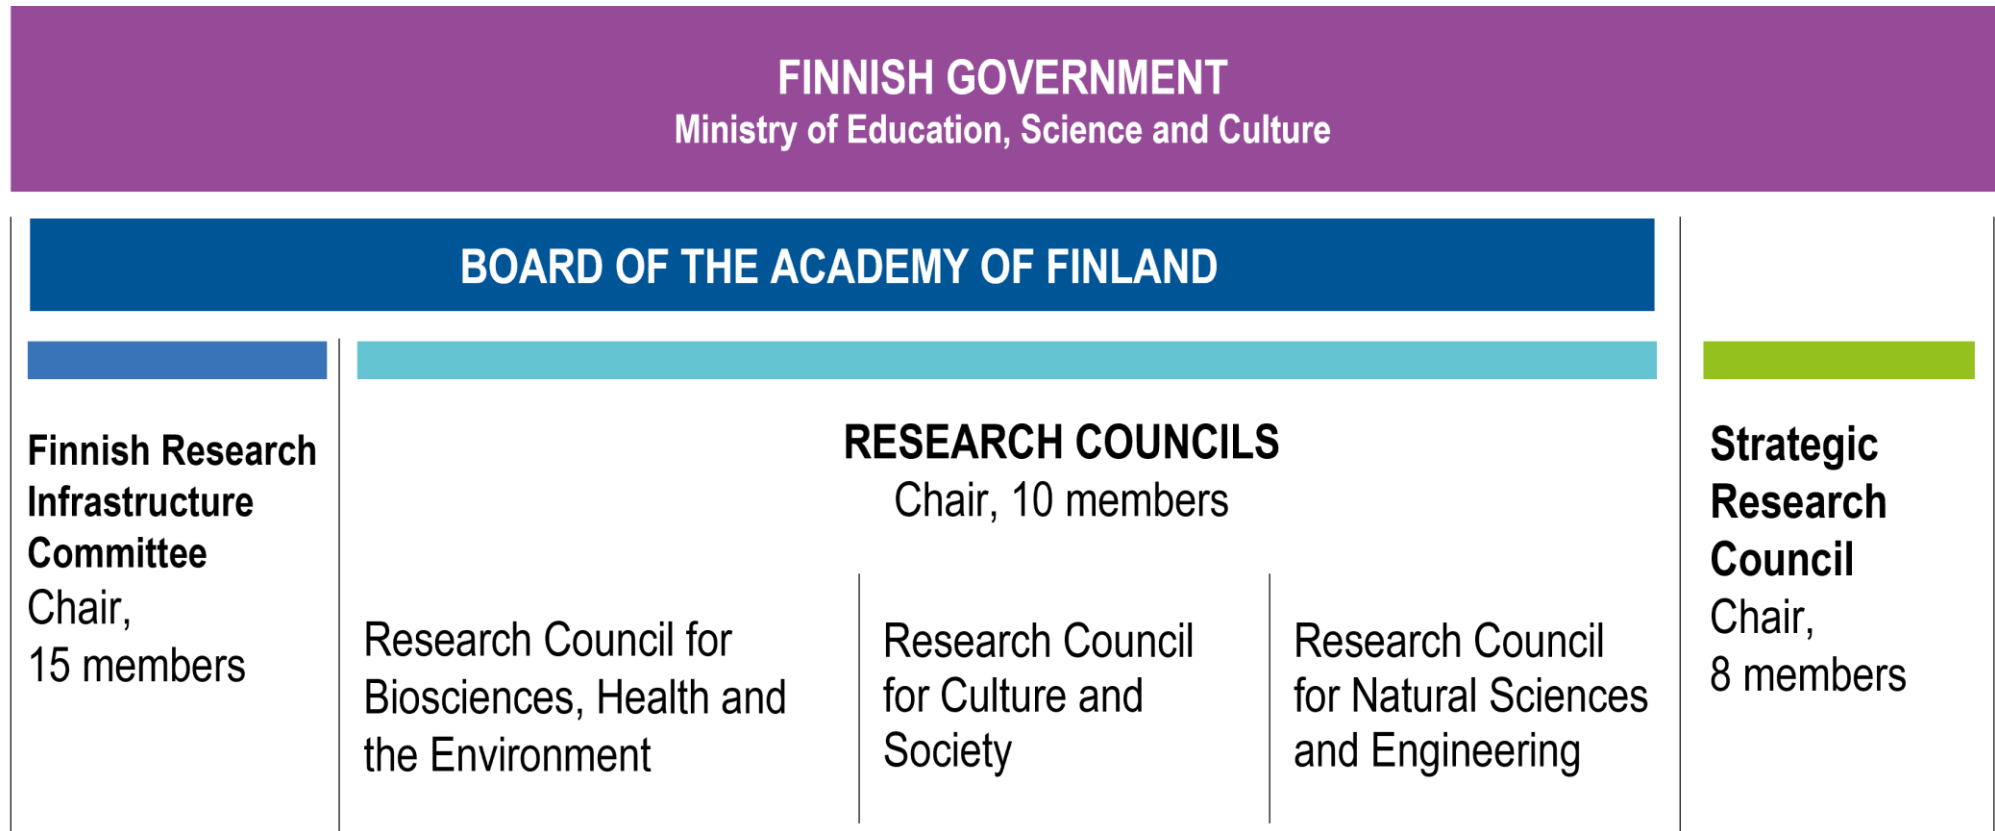 FINNISH GOVERNMENT
Ministry of Education, Science and Culture
BOARD OF THE ACADEMY OF FINLAND
Finnish Research
Infrastructure
Committee
Chair,
15 members
RESEARCH COUNCILS
Chair, 10 members
Research Council for
Biosciences, Health and
the Environment
Research Council
for Culture and
Society
Research Council
for Natural Sciences
and Engineering
Strategic
Research
Council
Chair,
8 members